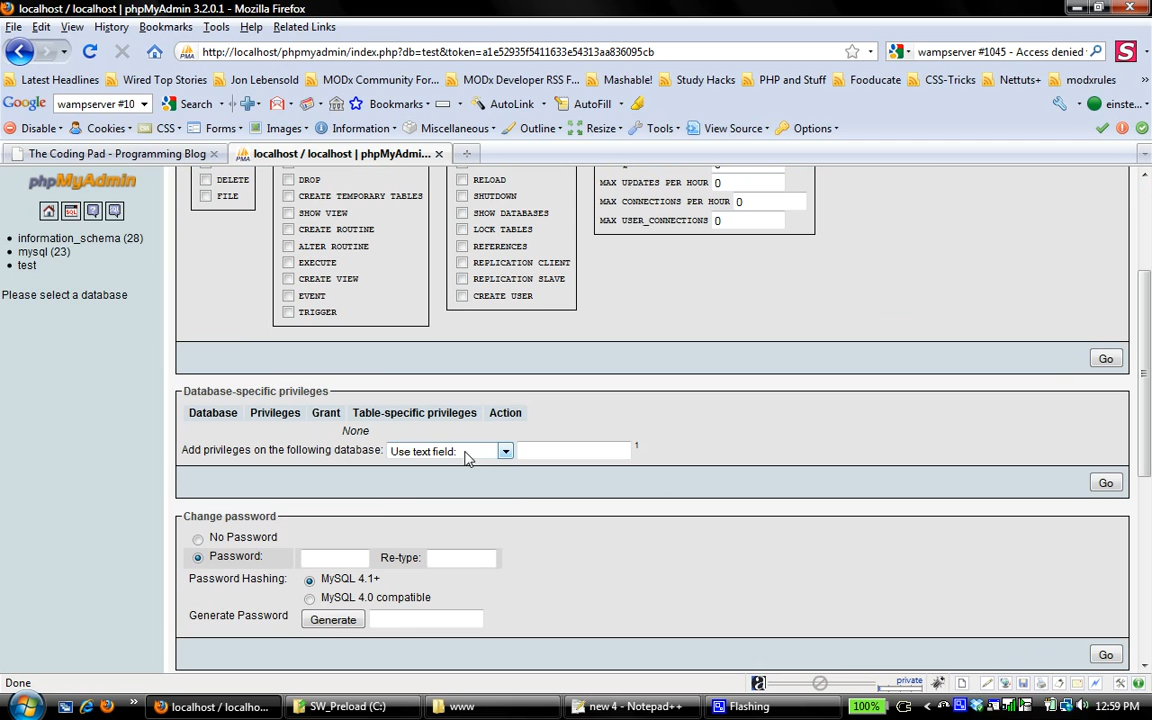 localhost / localhost | phpMyAdmin 3.2.0.1 - Mozilla Firefox
File Edit View History Bookmarks Tools Help Related Links
http://localhost/phpmyadmin/index.php?db=test&token=a1e52935f5411633e54313aa836095cb wampserver #1045 - Access denied
Latest Headlines Wired Top Stories Jon Lebensold MODx Community For... MODx Developer RSS F... Mashable! Study Hacks PHP and Stuff Fooducate CSS-Tricks Nettuts+ modxrules
Google wampserver #10 Search Bookmarks AutoLink AutoFill einste...
Disable Cookies CSS Forms Images Information Miscellaneous Outline Resize Tools View Source Options
The Coding Pad - Programming Blog localhost / localhost | phpMyAdmi...
phpMyAdmin
SQL
information_schema (28)
mysql (23)
test
Please select a database
DELETE
FILE
DROP
CREATE TEMPORARY TABLES
SHOW VIEW
CREATE ROUTINE
ALTER ROUTINE
EXECUTE
CREATE VIEW
EVENT
TRIGGER
RELOAD
SHUTDOWN
SHOW DATABASES
LOCK TABLES
REFERENCES
REPLICATION CLIENT
REPLICATION SLAVE
CREATE USER
MAX UPDATES PER HOUR 0
MAX CONNECTIONS PER HOUR 0
MAX USER_CONNECTIONS 0
Go
Database-specific privileges
Database Privileges Grant Table-specific privileges Action
None
Add privileges on the following database: Use text field: 1
Go
Change password
No Password
Password: Re-type:
Password Hashing: MySQL 4.1+
MySQL 4.0 compatible
Generate Password Generate
Go
Done private
localhost / localho... SW_Preload (C:) www new 4 - Notepad++ Flashing 100% 12:59 PM